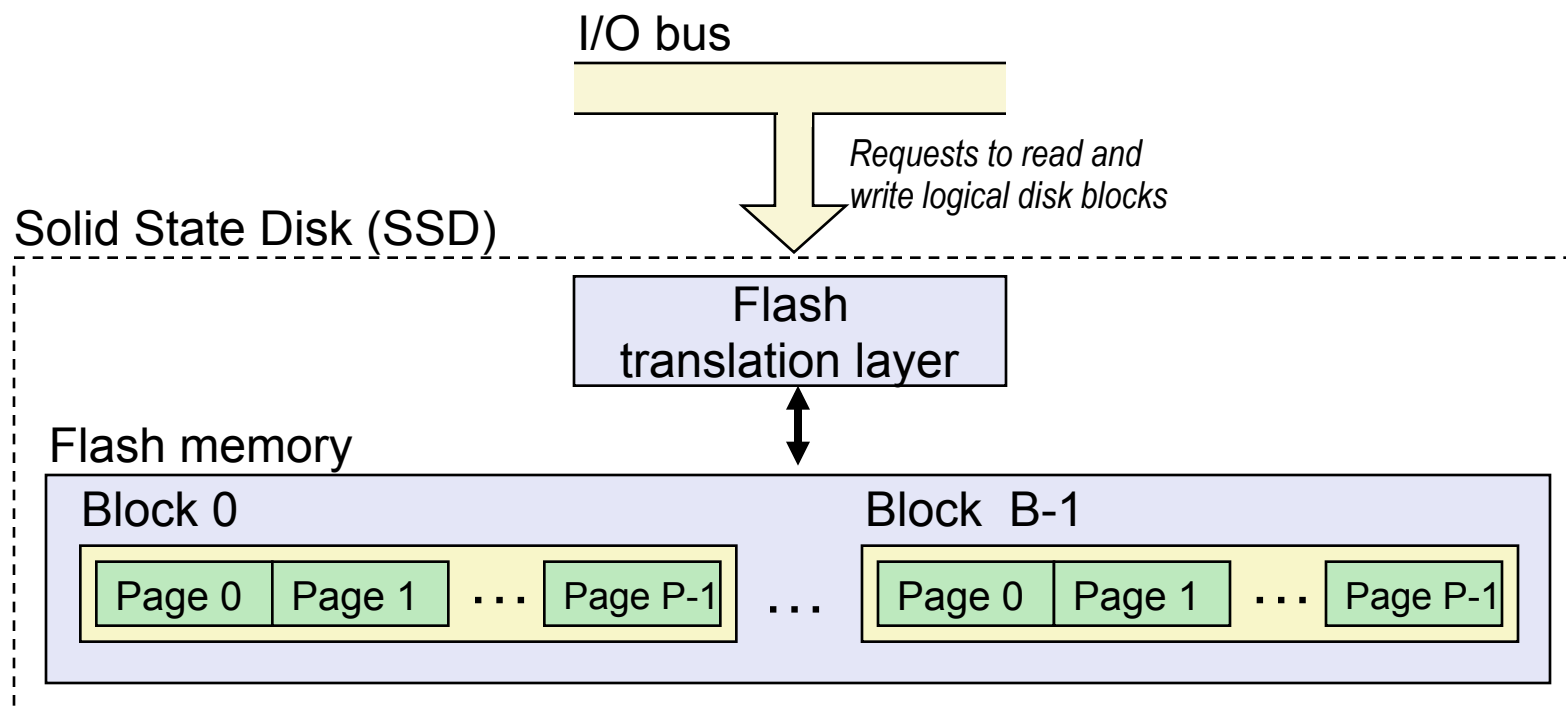 I/O bus
Requests to read and
write logical disk blocks
Solid State Disk (SSD)
Flash
translation layer
Flash memory
Block 0
Block B-1
Page 0 Page 1 ... Page P-1 ... Page 0 Page 1 ... Page P-1